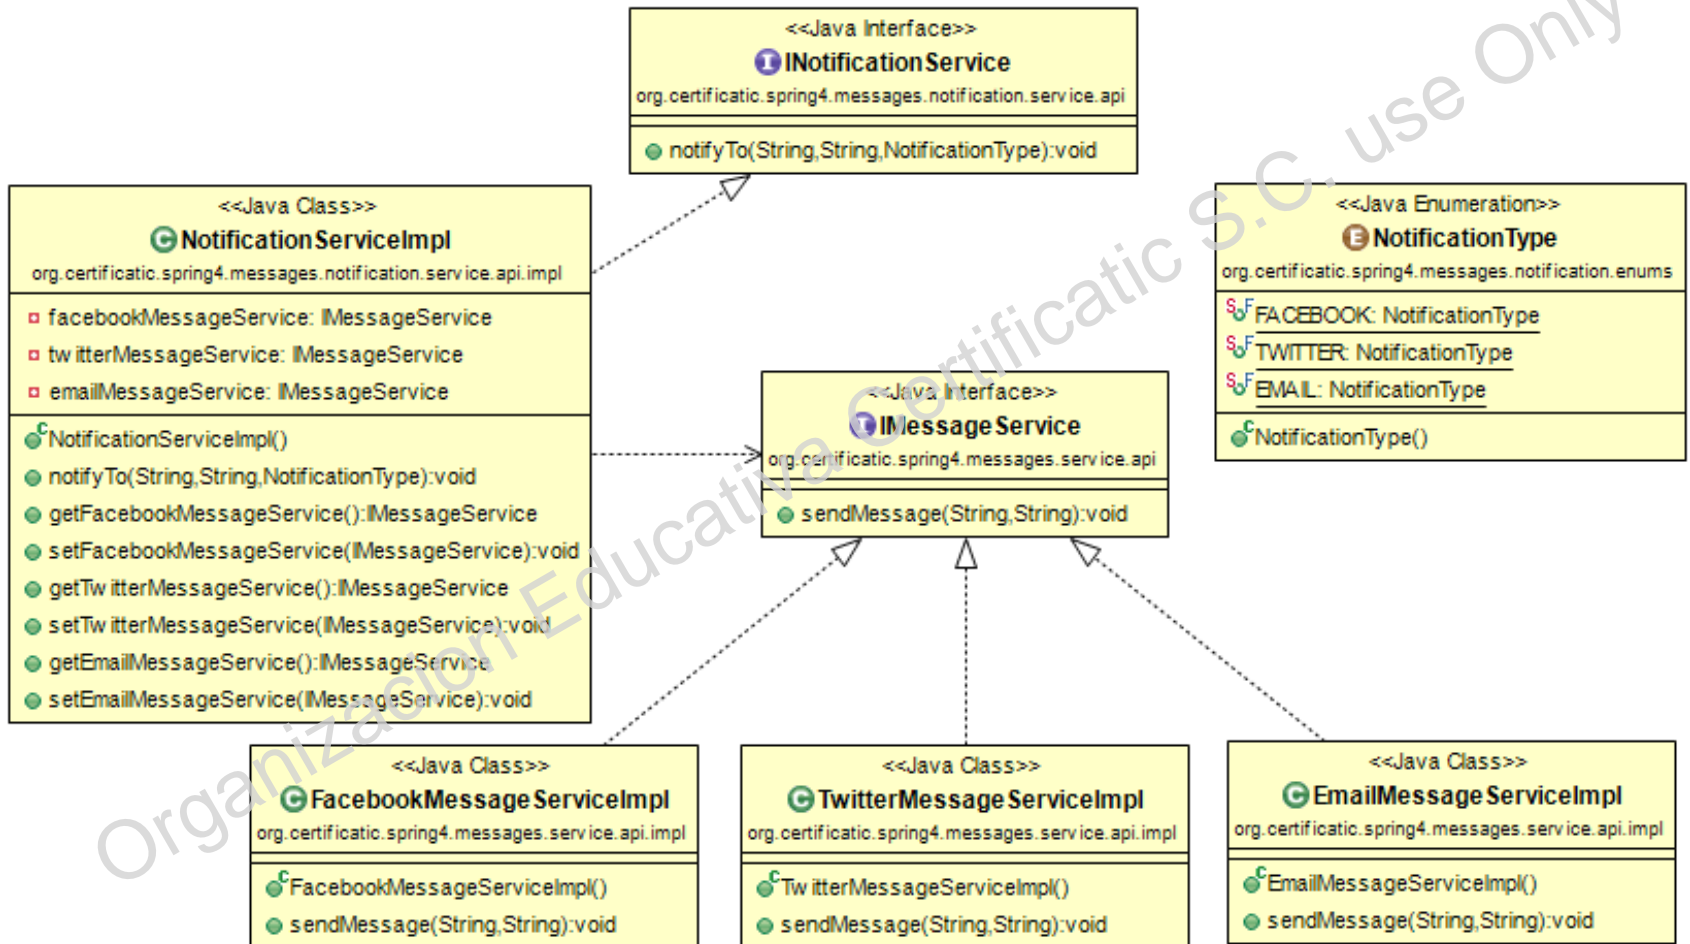 <<Java Interface>>
INotificationService
org.certificatic.spring4.messages.notification.service.api
notifyTo(String,String,NotificationType):void
<<Java Class>>
NotificationServiceImpl
org.certificatic.spring4.messages.notification.service.api.impl
facebookMessageService: IMessageService
twitterMessageService: IMessageService
emailMessageService: IMessageService
NotificationServiceImpl()
notifyTo(String,String,NotificationType):void
getFacebookMessageService():IMessageService
setFacebookMessageService(IMessageService):void
getTwitterMessageService():IMessageService
setTwitterMessageService(IMessageService):void
getEmailMessageService():IMessageService
setEmailMessageService(IMessageService):void
<<Java Enumeration>>
NotificationType
org.certificatic.spring4.messages.notification.enums
FACEBOOK: NotificationType
TWITTER: NotificationType
EMAIL: NotificationType
NotificationType()
<<Java Interface>>
IMessageService
org.certificatic.spring4.messages.service.api
sendMessage(String,String):void
<<Java Class>>
FacebookMessageServiceImpl
org.certificatic.spring4.messages.service.api.impl
FacebookMessageServiceImpl()
sendMessage(String,String):void
<<Java Class>>
TwitterMessageServiceImpl
org.certificatic.spring4.messages.service.api.impl
TwitterMessageServiceImpl()
sendMessage(String,String):void
<<Java Class>>
EmailMessageServiceImpl
org.certificatic.spring4.messages.service.api.impl
EmailMessageServiceImpl()
sendMessage(String,String):void
Organizacion Educativa Certificatic S.C. use Only